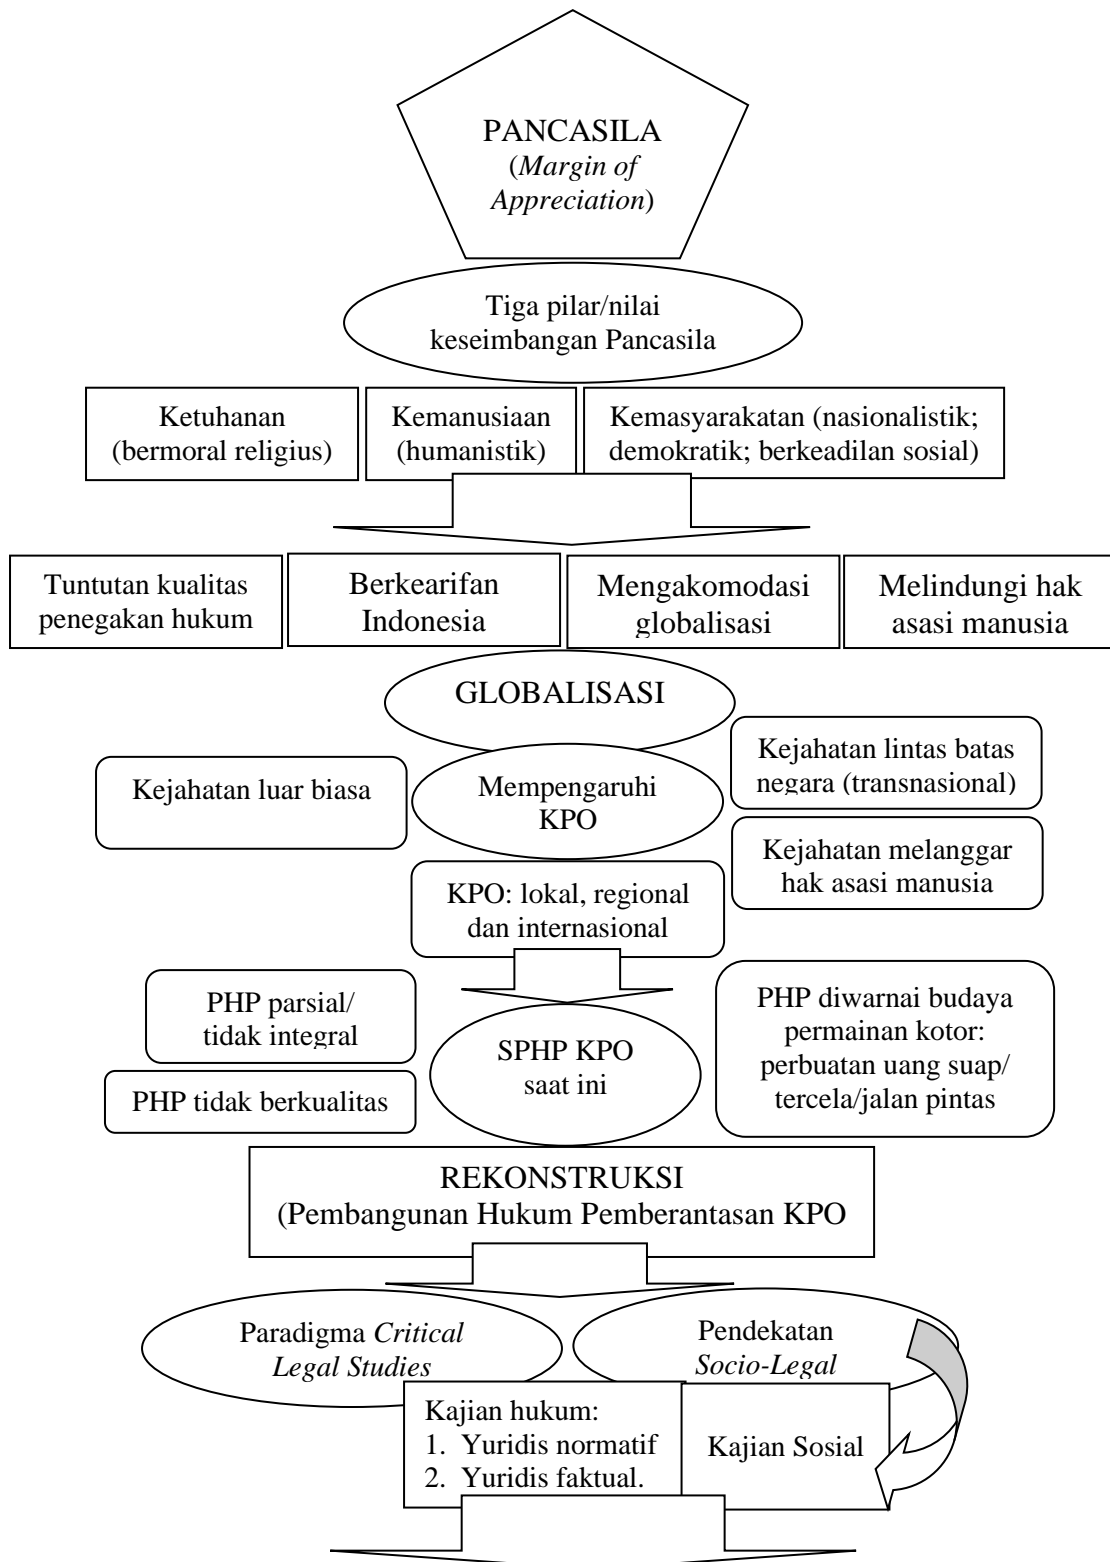 PANCASILA
(Margin of
Appreciation)
Tiga pilar/nilai
keseimbangan Pancasila
Ketuhanan
(bermoral religius)
Kemanusiaan
(humanistik)
Kemasyarakatan (nasionalistik;
demokratik; berkeadilan sosial)
Tuntutan kualitas
penegakan hukum
Berkearifan
Indonesia
Mengakomodasi
globalisasi
Melindungi hak
asasi manusia
GLOBALISASI
Kejahatan luar biasa
Mempengaruhi
KPO
Kejahatan lintas batas
negara (transnasional)
Kejahatan melanggar
hak asasi manusia
KPO: lokal, regional
dan internasional
PHP parsial/
tidak integral
PHP tidak berkualitas
SPHP KPO
saat ini
PHP diwarnai budaya
permainan kotor:
perbuatan uang suap/
tercela/jalan pintas
REKONSTRUKSI
(Pembangunan Hukum Pemberantasan KPO
Paradigma Critical
Legal Studies
Pendekatan
Socio-Legal
Kajian hukum:
1. Yuridis normatif
2. Yuridis faktual.
Kajian Sosial